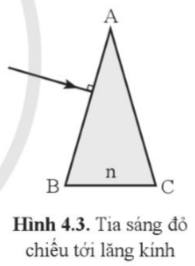 A
n
B
C
Hình 4.3. Tia sáng đỏ
chiếu tới lăng kính